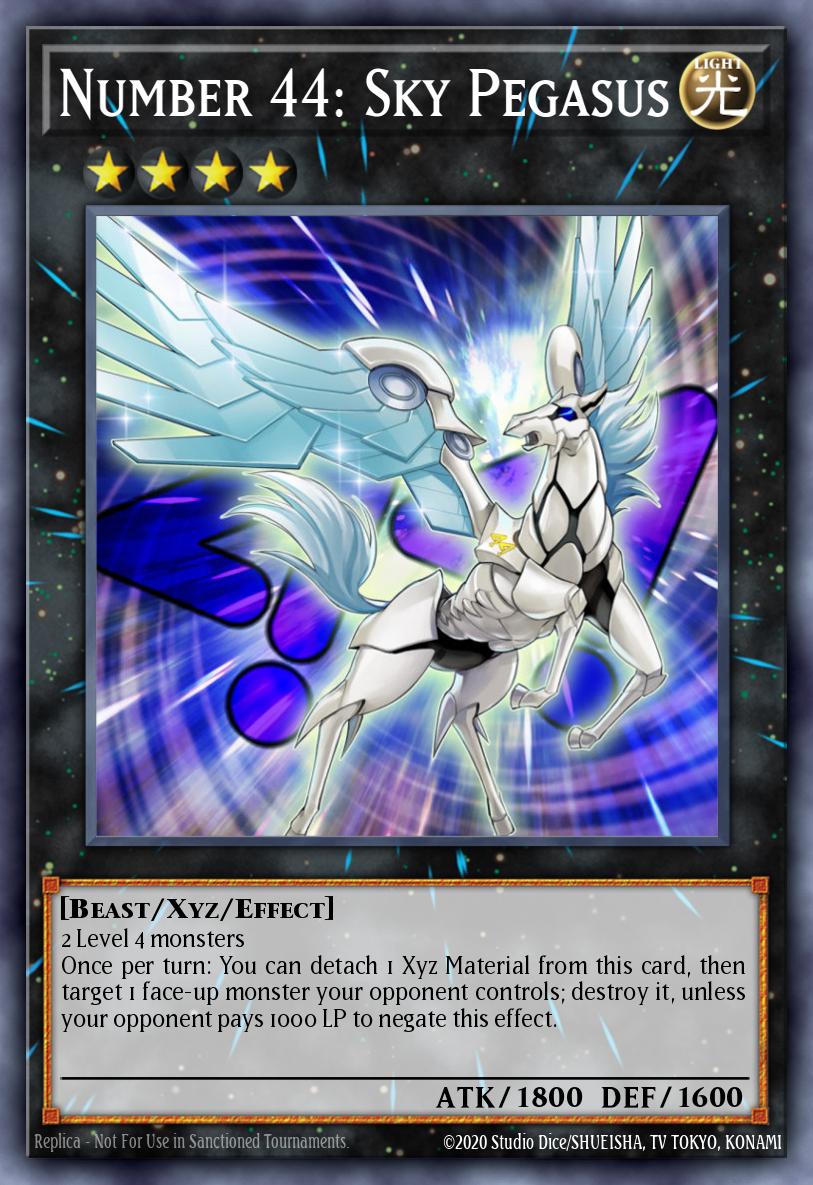 Number 44: Sky Pegasus
LIGHT
光
[Beast/Xyz/Effect]
2 Level 4 monsters
Once per turn: You can detach 1 Xyz Material from this card, then
target 1 face-up monster your opponent controls; destroy it, unless
your opponent pays 1000 LP to negate this effect.
ATK/1800 DEF/1600
Replica - Not For Use in Sanctioned Tournaments.
©2020 Studio Dice/SHUEISHA, TV TOKYO, KONAMI